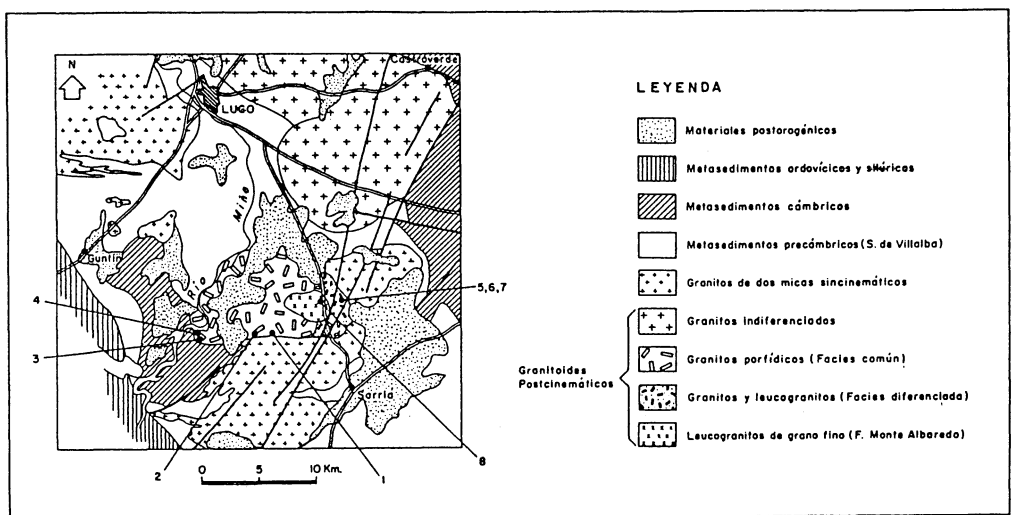 N
Castroverde
LUGO
Miño
Río
Guntín
Sarria
4
3
5,6,7
2
1
8
0 5 10 Km.
LEYENDA
Materiales postorogénicos
Metasedimentos ordovícicos y silúricos
Metasedimentos cámbricos
Metasedimentos precámbricos (S. de Villalba)
Granitos de dos micas sincinemáticos
Granitoides
Postcinemáticos
Granitos Indiferenciados
Granitos porfídicos (Facies común)
Granitos y leucogranitos (Facies diferenciada)
Leucogranitos de grano fino (F. Monte Albaredo)